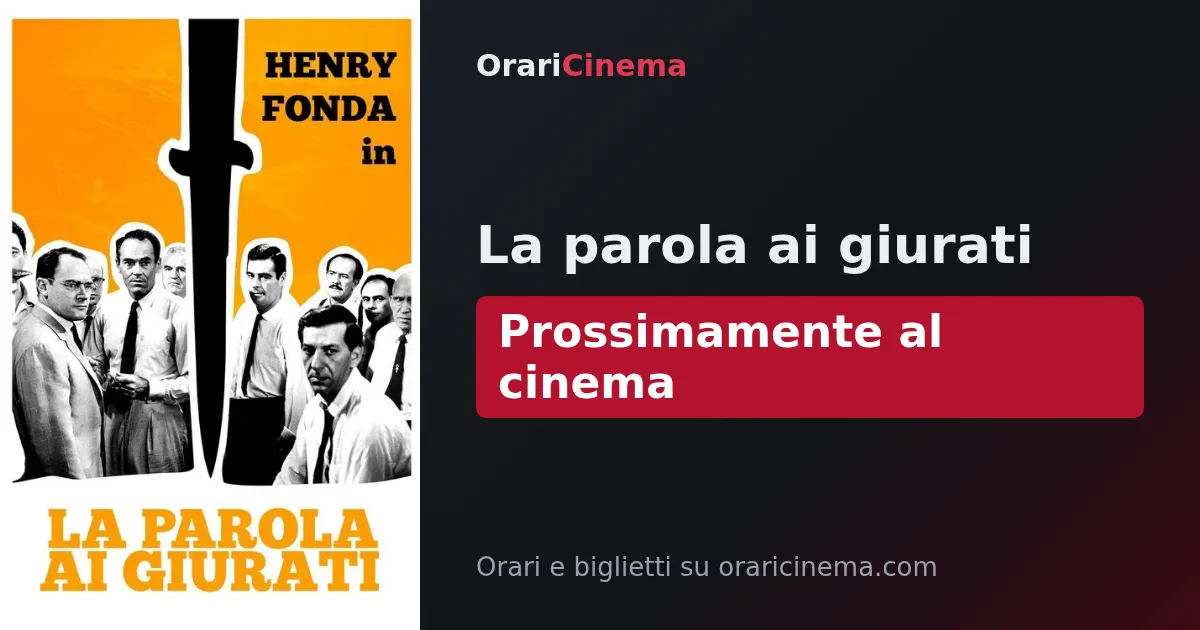 HENRY
FONDA
in
LA PAROLA
AI GIURATI
OrariCinema
La parola ai giurati
Prossimamente al
cinema
Orari e biglietti su oraricinema.com